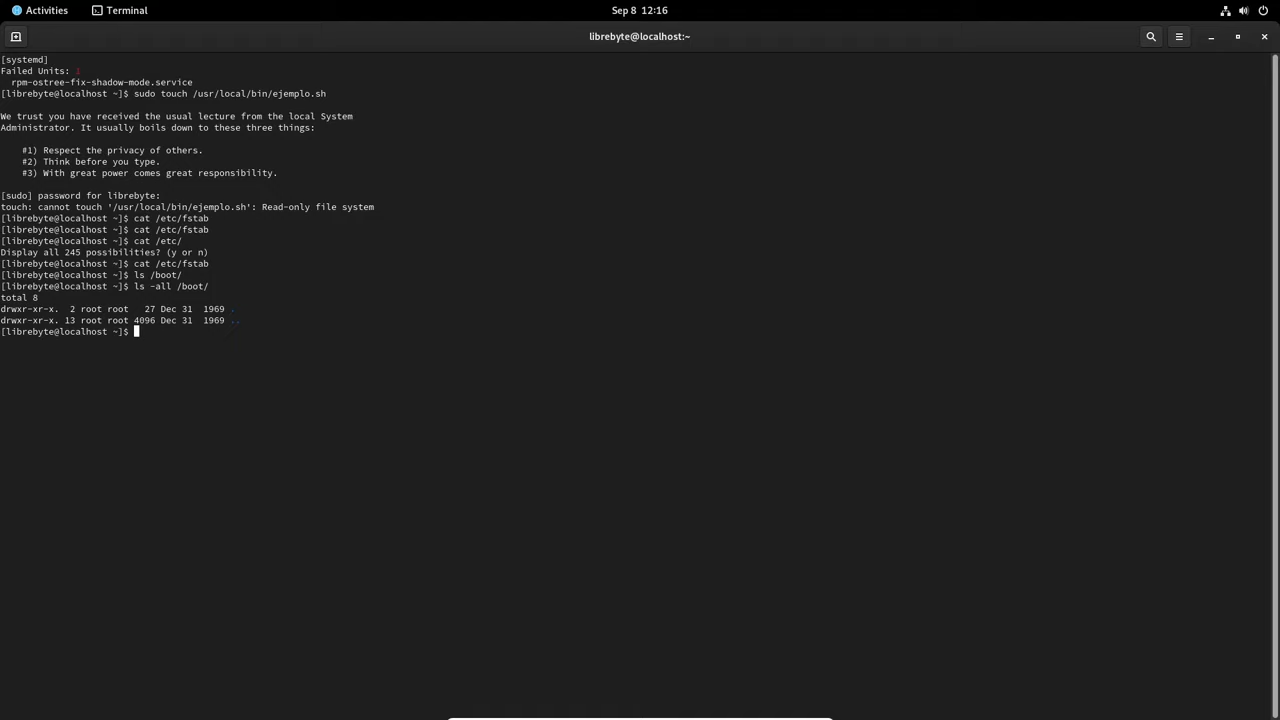 Activities
Terminal
Sep 8 12:16
librebyte@localhost:~
[systemd]
Failed Units: 1
  rpm-ostree-fix-shadow-mode.service
[librebyte@localhost ~]$ sudo touch /usr/local/bin/ejemplo.sh
We trust you have received the usual lecture from the local System
Administrator. It usually boils down to these three things:
    #1) Respect the privacy of others.
    #2) Think before you type.
    #3) With great power comes great responsibility.
[sudo] password for librebyte:
touch: cannot touch '/usr/local/bin/ejemplo.sh': Read-only file system
[librebyte@localhost ~]$ cat /etc/fstab
[librebyte@localhost ~]$ cat /etc/fstab
[librebyte@localhost ~]$ cat /etc/
Display all 245 possibilities? (y or n)
[librebyte@localhost ~]$ cat /etc/fstab
[librebyte@localhost ~]$ ls /boot/
[librebyte@localhost ~]$ ls -all /boot/
total 8
drwxr-xr-x.  2 root root   27 Dec 31  1969 .
drwxr-xr-x. 13 root root 4096 Dec 31  1969 ..
[librebyte@localhost ~]$